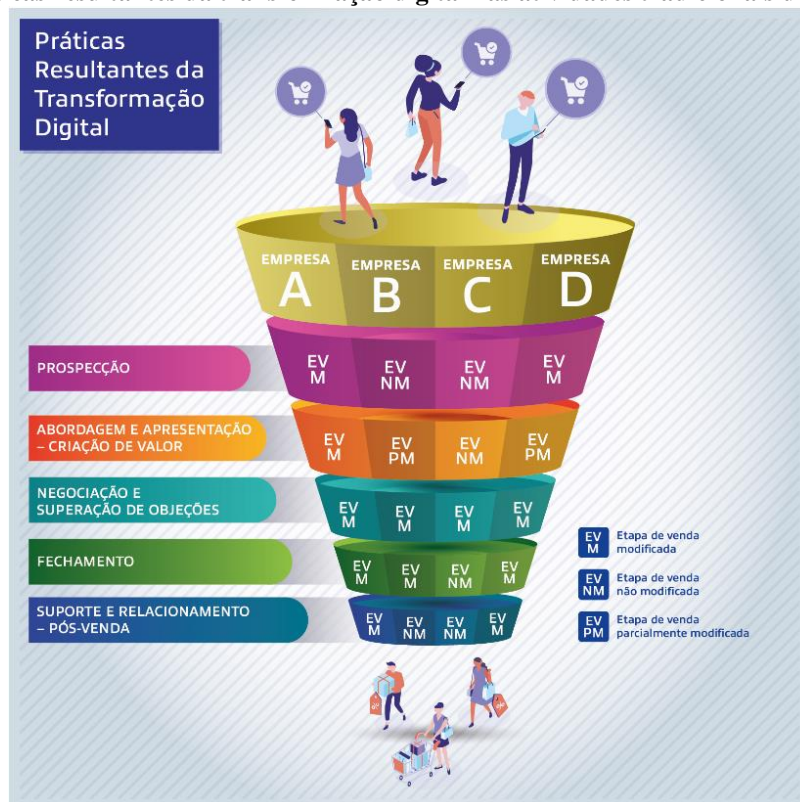 Práticas
Resultantes da
Transformação
Digital
EMPRESA EMPRESA EMPRESA EMPRESA
A B C D
PROSPECÇÃO
EV EV EV EV
M NM NM M
ABORDAGEM E APRESENTAÇÃO
– CRIAÇÃO DE VALOR
EV EV EV EV
M PM NM PM
NEGOCIAÇÃO E
SUPERAÇÃO DE OBJEÇÕES
EV EV EV EV
M M M M
FECHAMENTO
EV EV EV EV
M M NM M
SUPORTE E RELACIONAMENTO
– PÓS-VENDA
EV EV EV EV
M NM NM M
EV Etapa de venda
M modificada
EV Etapa de venda
NM não modificada
EV Etapa de venda
PM parcialmente modificada